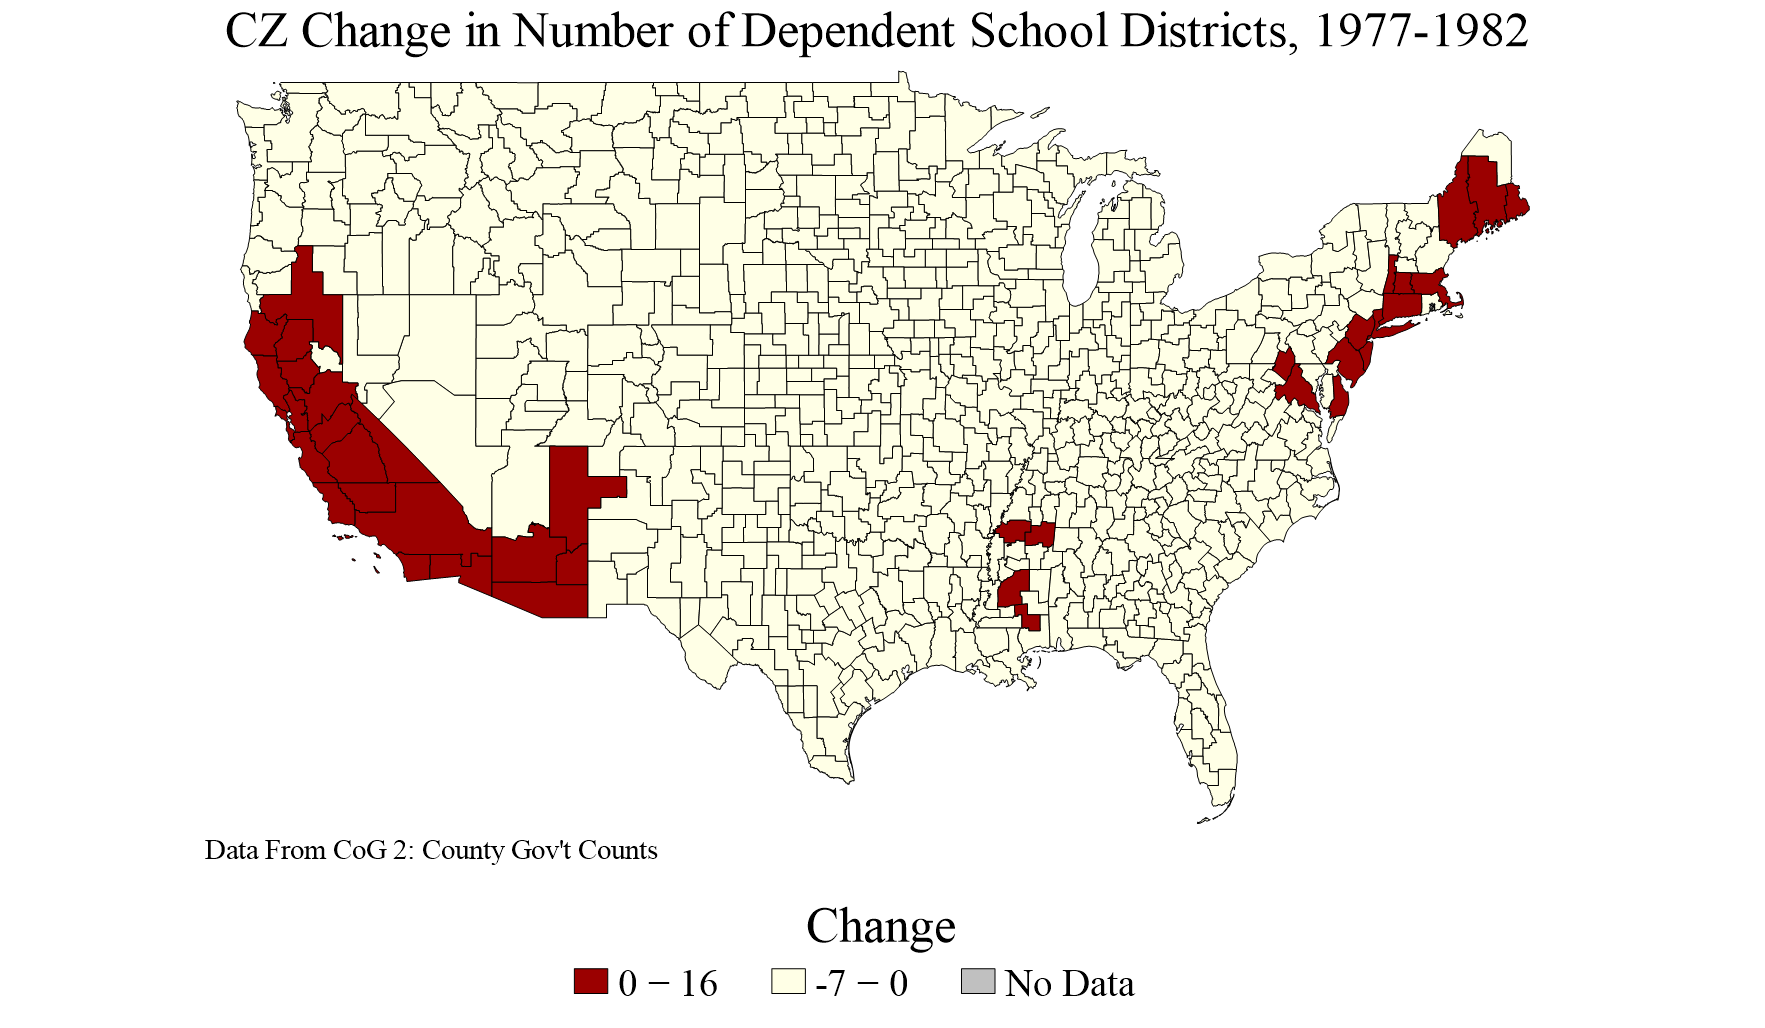 CZ Change in Number of Dependent School Districts, 1977-1982
Data From CoG 2: County Gov't Counts
Change
0 − 16
-7 − 0
No Data